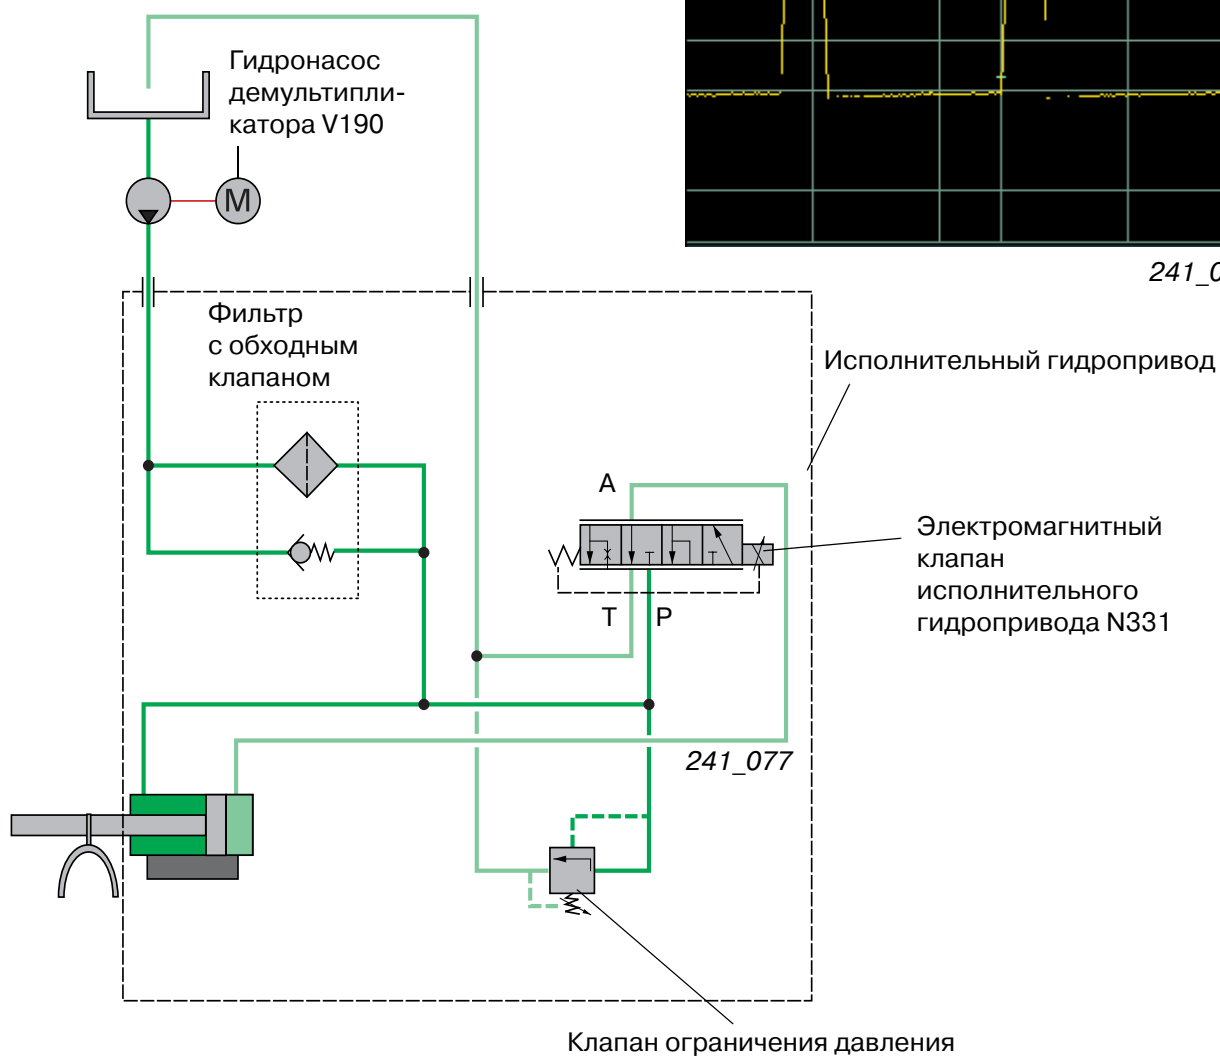 Гидронасос
демультипли-
катора V190
M
241_0
Фильтр
с обходным
клапаном
Исполнительный гидропривод
A
Электромагнитный
клапан
исполнительного
гидропривода N331
T P
241_077
Клапан ограничения давления